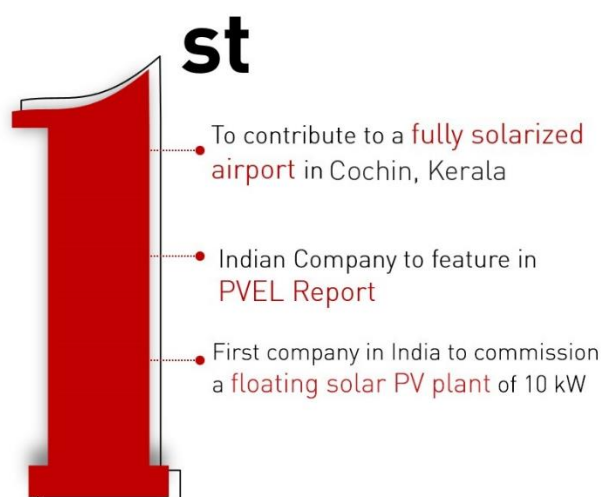 1st
To contribute to a fully solarized
airport in Cochin, Kerala
Indian Company to feature in
PVEL Report
First company in India to commission
a floating solar PV plant of 10 kW